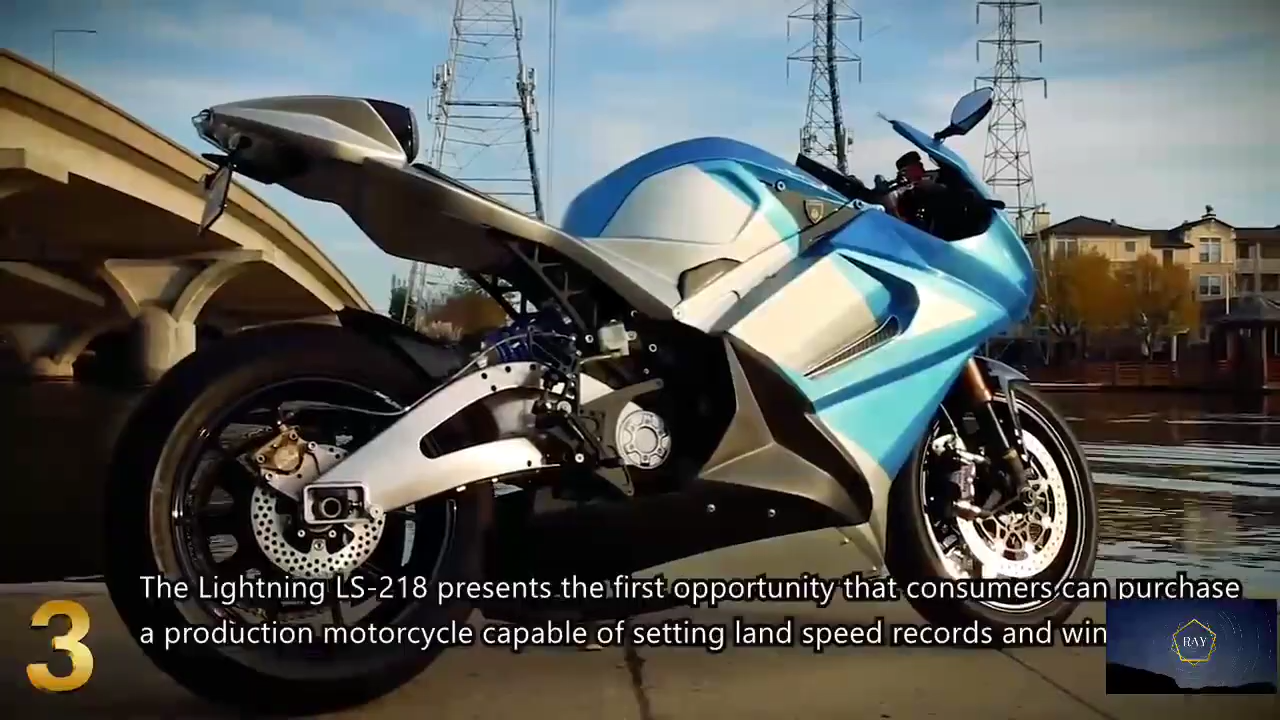 The Lightning LS-218 presents the first opportunity that consumers can purchase
a production motorcycle capable of setting land speed records and win
3
RAY